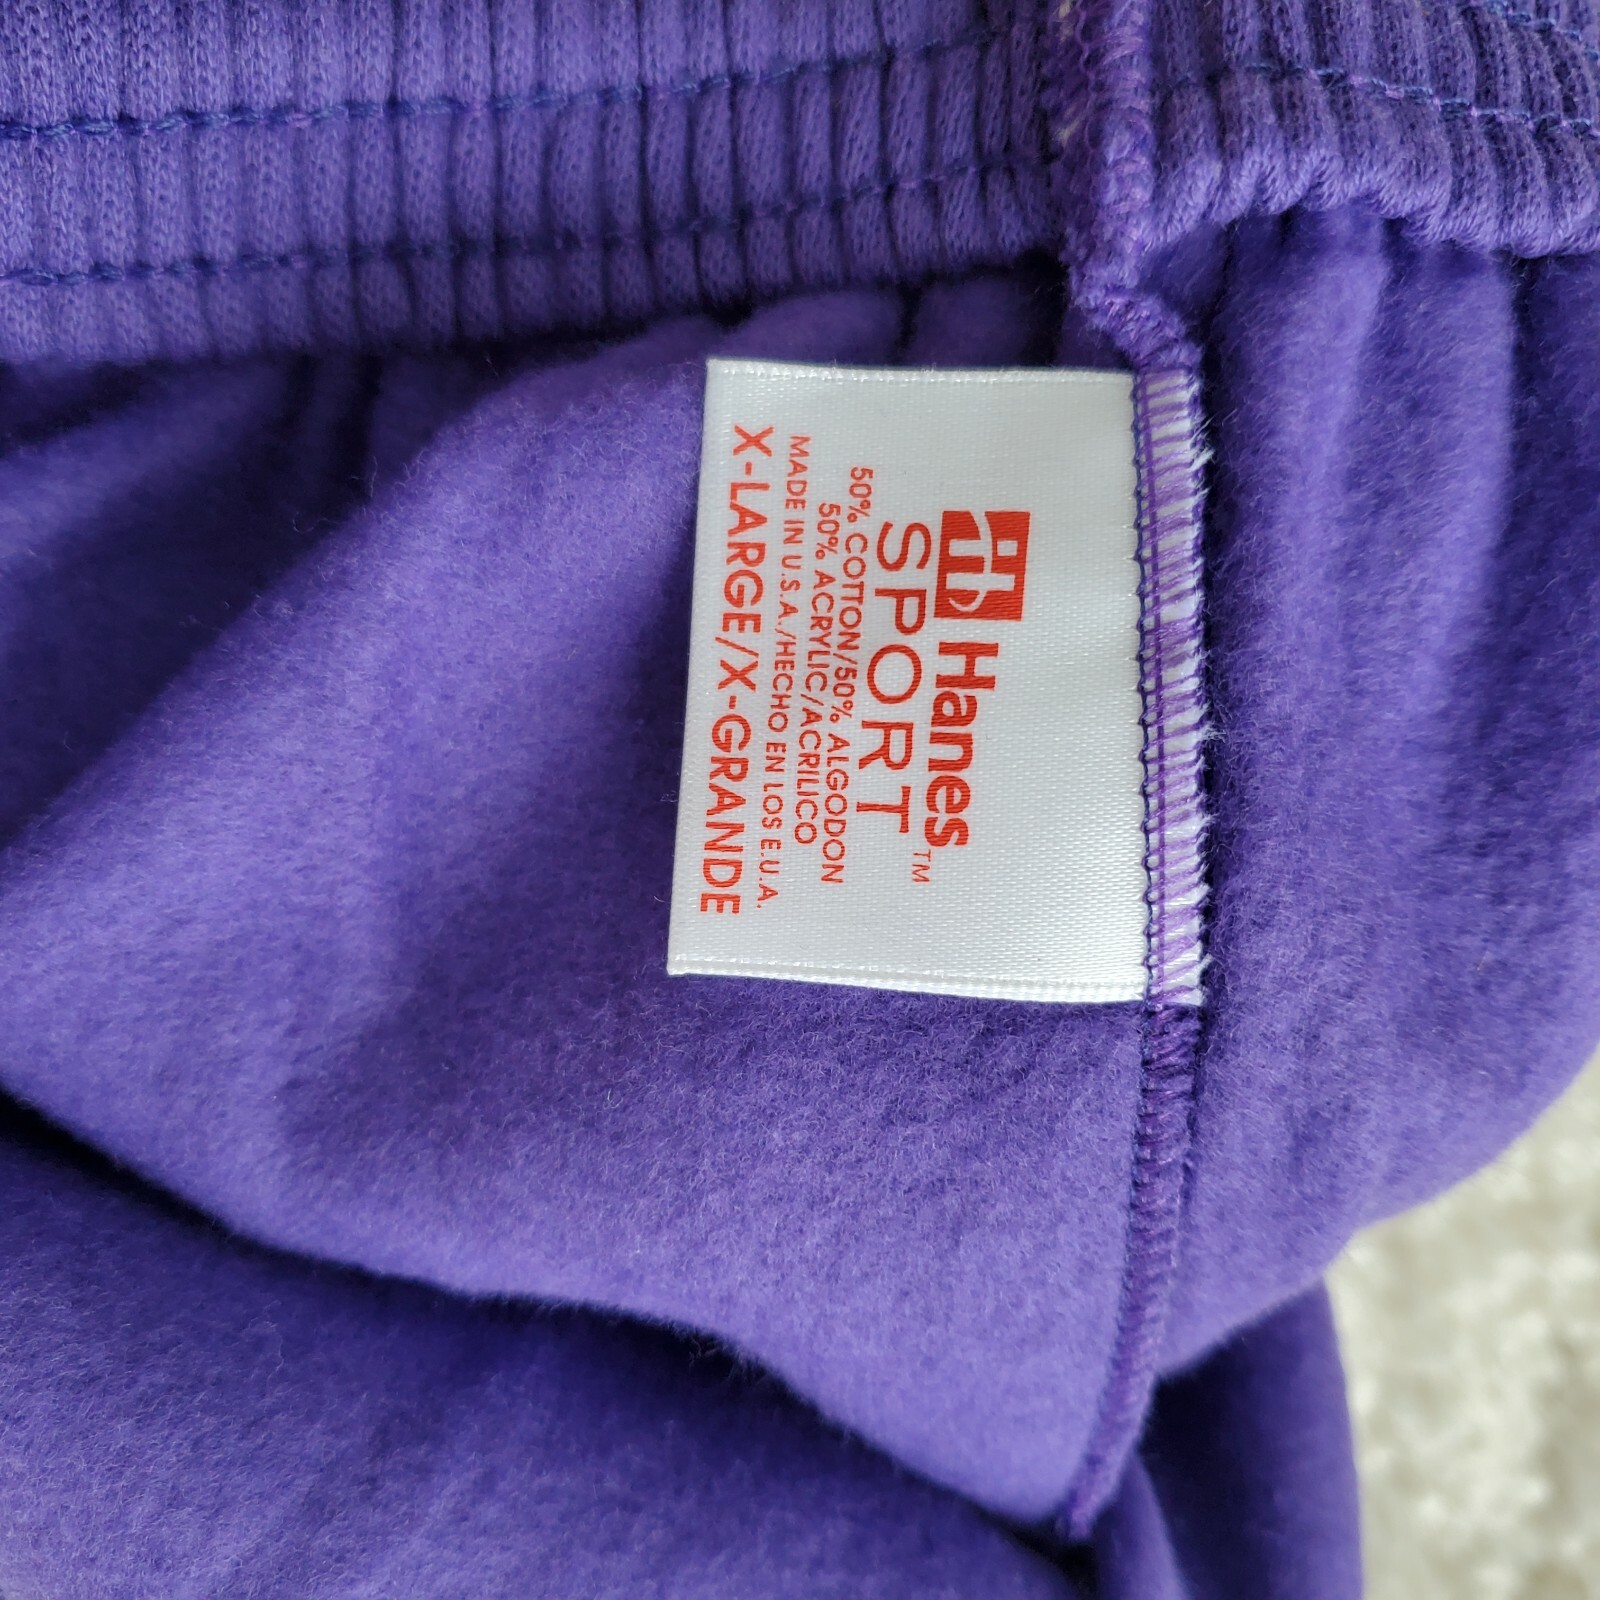 Hanes™
SPORT
50% COTTON/50% ALGODON
50% ACRYLIC/ACRILICO
MADE IN U.S.A./HECHO EN LOS E.U.A.
X-LARGE/X-GRANDE